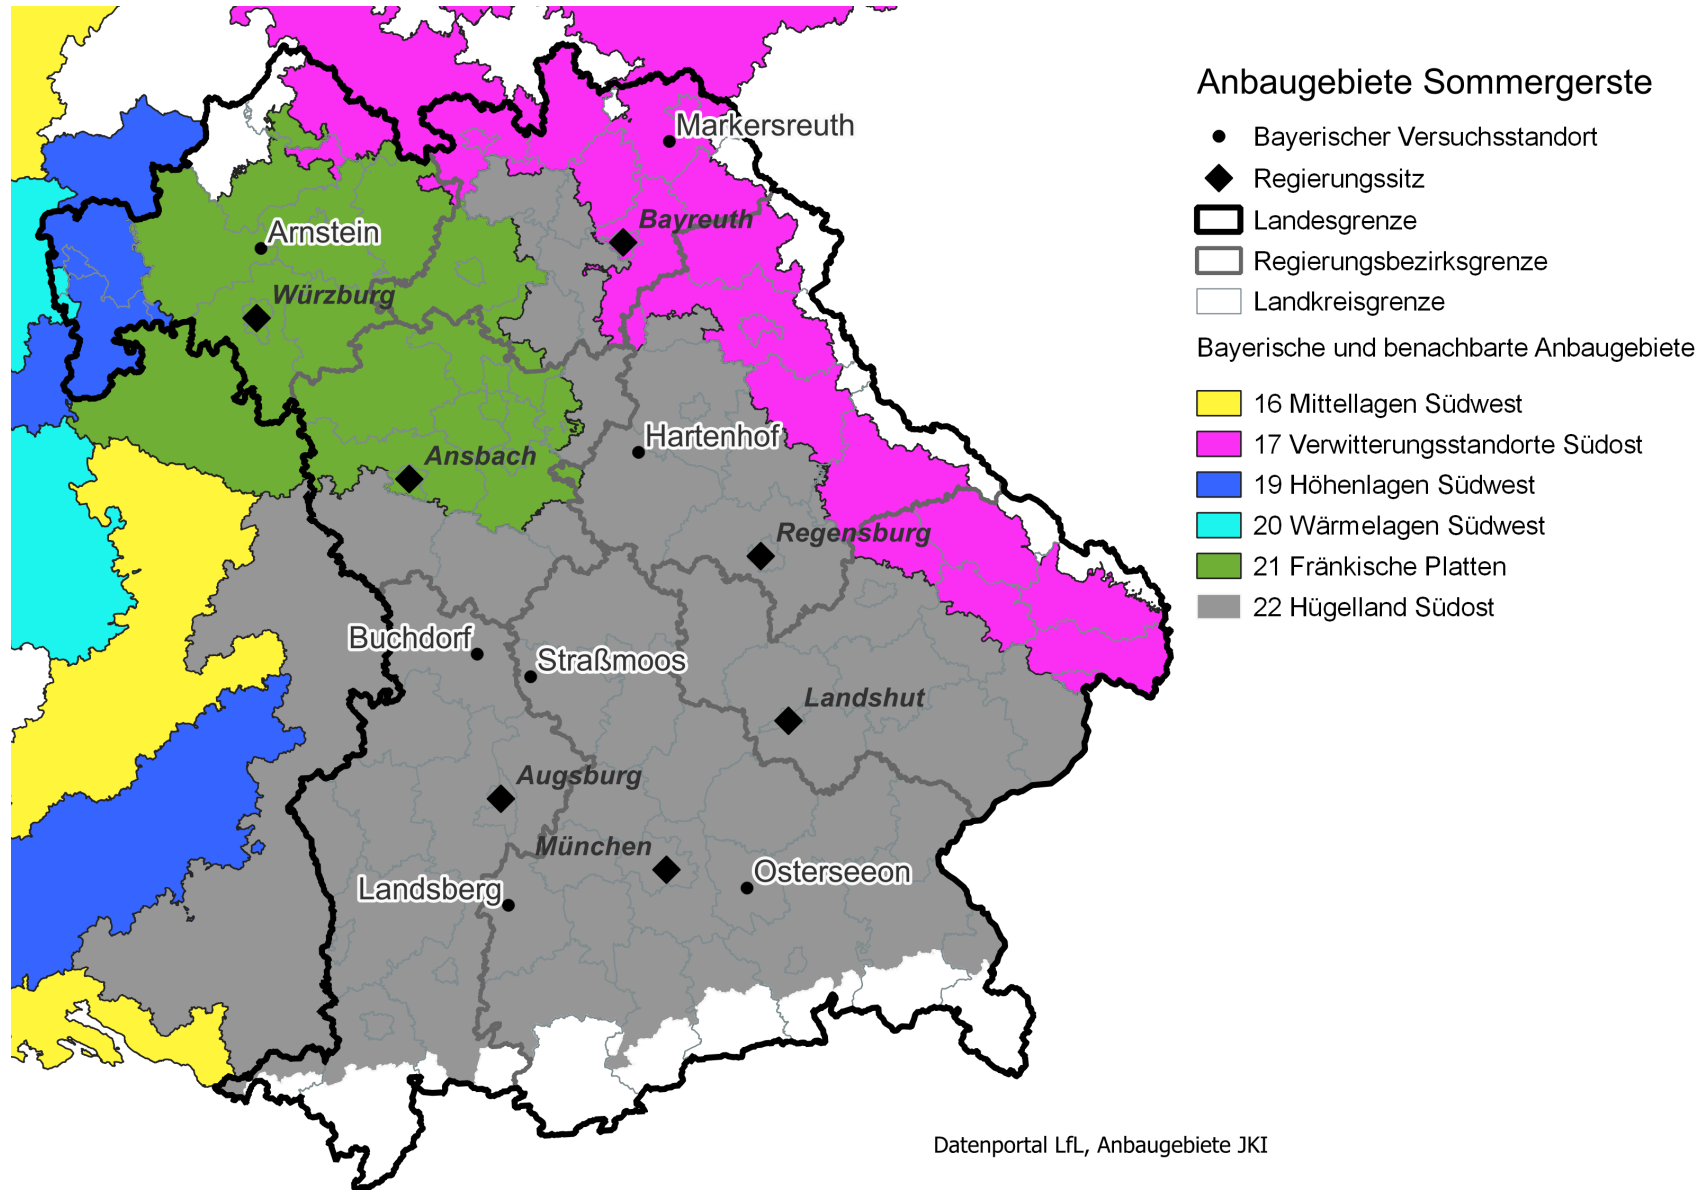 Anbaugebiete Sommergerste
Bayerischer Versuchsstandort
Regierungssitz
Landesgrenze
Regierungsbezirksgrenze
Landkreisgrenze
Bayerische und benachbarte Anbaugebiete
16 Mittellagen Südwest
17 Verwitterungsstandorte Südost
19 Höhenlagen Südwest
20 Wärmelagen Südwest
21 Fränkische Platten
22 Hügelland Südost
Markersreuth
Bayreuth
Arnstein
Würzburg
Hartenhof
Ansbach
Regensburg
Buchdorf
Straßmoos
Landshut
Augsburg
München
Osterseeon
Landsberg
Datenportal LfL, Anbaugebiete JKI